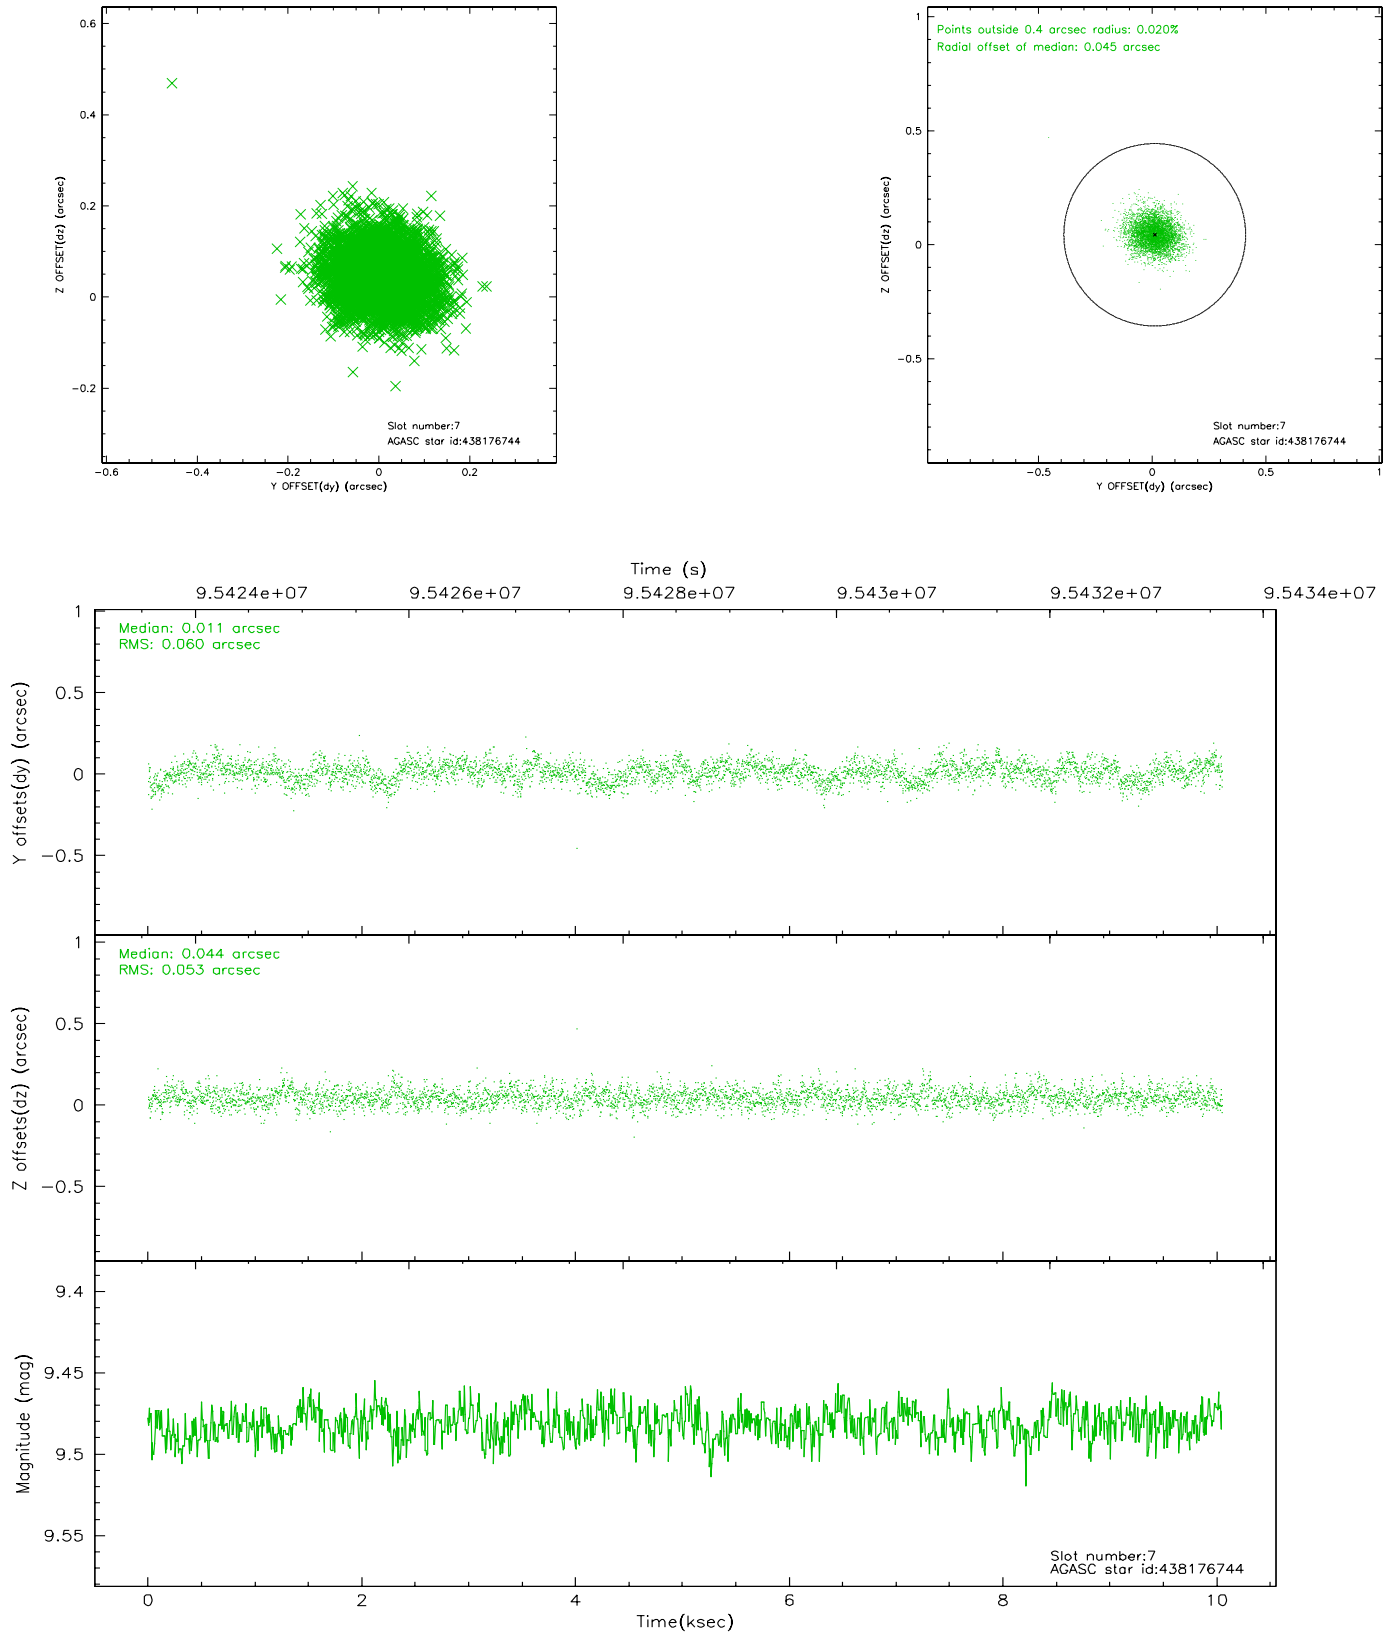 0.6
0.4
0.2
0
−0.2
Z OFFSET(dz) (arcsec)
Slot number:7
AGASC star id:438176744
−0.6 −0.4 −0.2 0 0.2
Y OFFSET(dy) (arcsec)
Points outside 0.4 arcsec radius: 0.020%
Radial offset of median: 0.045 arcsec
1
0.5
0
−0.5
Z OFFSET(dz) (arcsec)
Slot number:7
AGASC star id:438176744
−0.5 0 0.5 1
Y OFFSET(dy) (arcsec)
Time (s)
9.5424e+07 9.5426e+07 9.5428e+07 9.543e+07 9.5432e+07 9.5434e+07
Median: 0.011 arcsec
RMS: 0.060 arcsec
1
0.5
0
−0.5
Y offsets(dy) (arcsec)
Median: 0.044 arcsec
RMS: 0.053 arcsec
1
0.5
0
−0.5
Z offsets(dz) (arcsec)
9.4
9.45
9.5
9.55
Magnitude (mag)
Slot number:7
AGASC star id:438176744
0 2 4 6 8 10
Time(ksec)